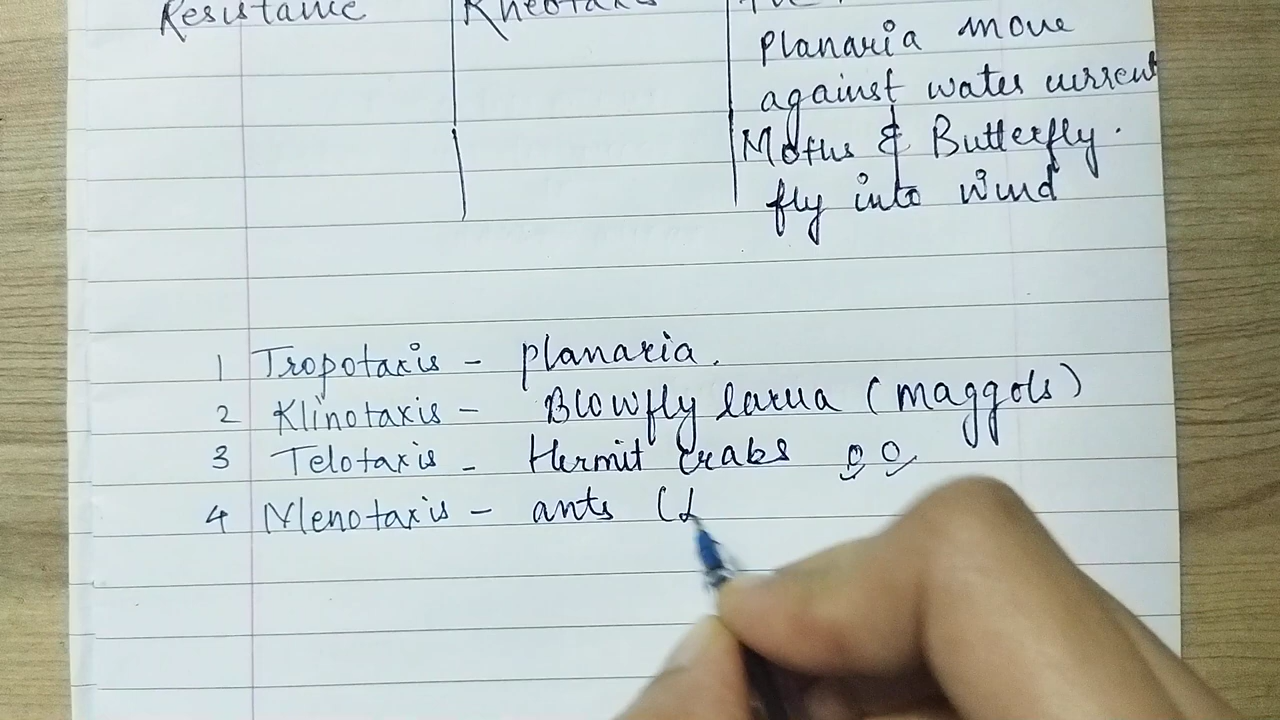 Resistance Rheotaxis
planaria move
against water current
Moths & Butterfly.
fly into wind
1 Tropotaxis - planaria.
2 Klinotaxis - Blowfly larva (maggots)
3 Telotaxis - Hermit crabs
4 Menotaxis - ants (